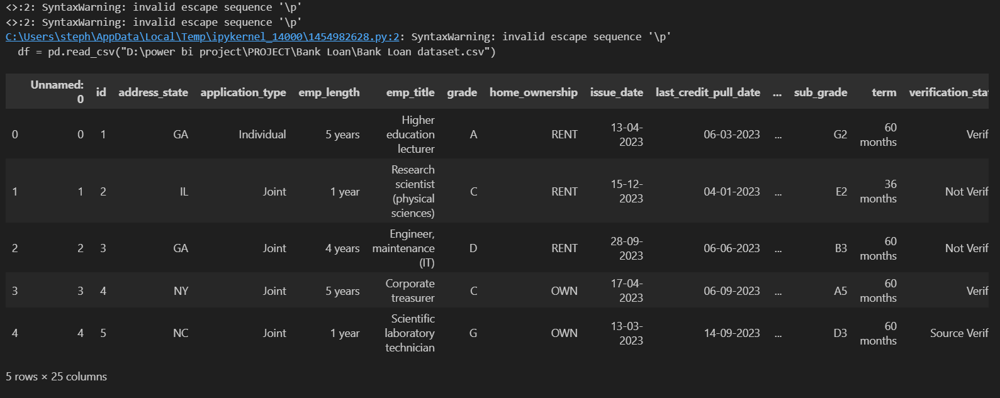 <>:2: SyntaxWarning: invalid escape sequence '\p'
<>:2: SyntaxWarning: invalid escape sequence '\p'
C:\Users\steph\AppData\Local\Temp\ipykernel_14000\1454982628.py:2: SyntaxWarning: invalid escape sequence '\p'
  df = pd.read_csv("D:\power bi project\PROJECT\Bank Loan\Bank Loan dataset.csv")
Unnamed: 0 id address_state application_type emp_length emp_title grade home_ownership issue_date last_credit_pull_date ... sub_grade term verification_stat
0 0 1 GA Individual 5 years Higher education lecturer A RENT 13-04-2023 06-03-2023 ... G2 60 months Verif
1 1 2 IL Joint 1 year Research scientist (physical sciences) C RENT 15-12-2023 04-01-2023 ... E2 36 months Not Verif
2 2 3 GA Joint 4 years Engineer, maintenance (IT) D RENT 28-09-2023 06-06-2023 ... B3 60 months Not Verif
3 3 4 NY Joint 5 years Corporate treasurer C OWN 17-04-2023 06-09-2023 ... A5 60 months Verif
4 4 5 NC Joint 1 year Scientific laboratory technician G OWN 13-03-2023 14-09-2023 ... D3 60 months Source Verif
5 rows × 25 columns